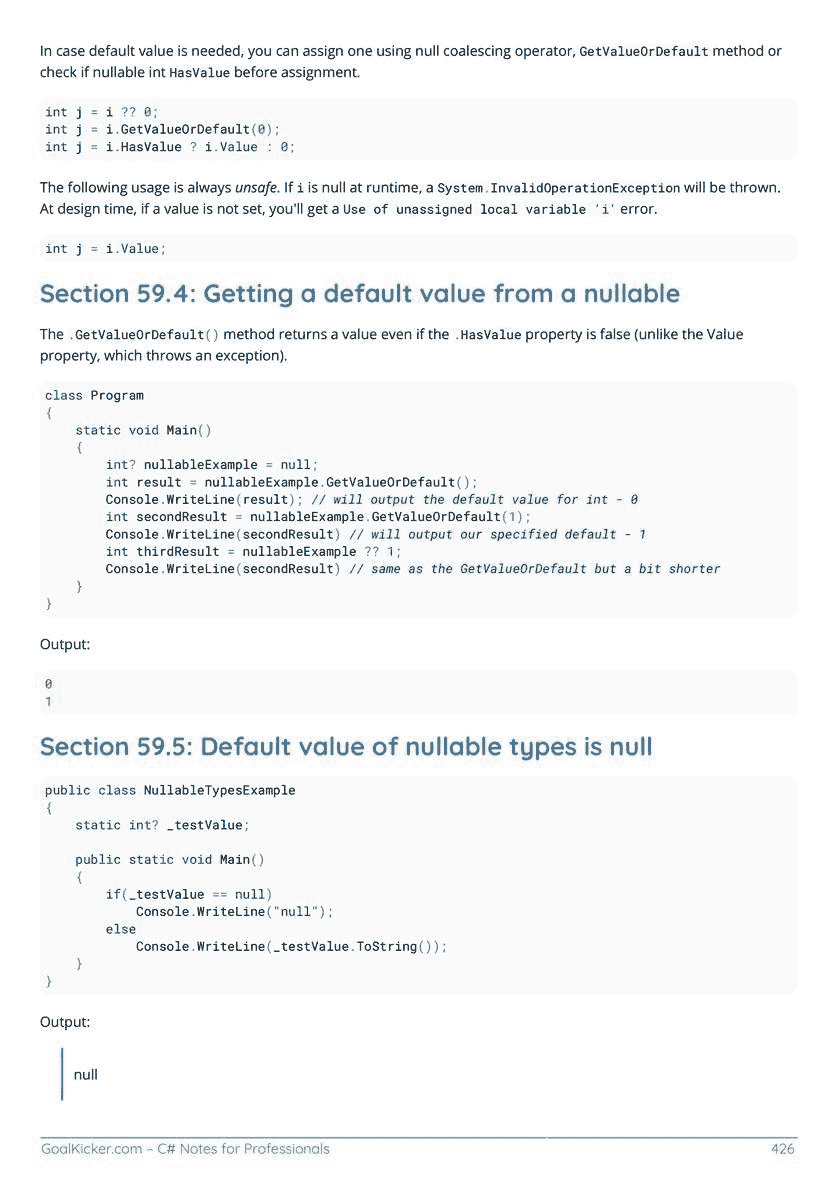 In case default value is needed, you can assign one using null coalescing operator, GetValueOrDefault method or
check if nullable int HasValue before assignment.
int j = i ?? 0;
int j = i.GetValueOrDefault(0);
int j = i.HasValue ? i.Value : 0;
The following usage is always unsafe. If i is null at runtime, a System.InvalidOperationException will be thrown.
At design time, if a value is not set, you'll get a Use of unassigned local variable 'i' error.
int j = i.Value;
Section 59.4: Getting a default value from a nullable
The .GetValueOrDefault() method returns a value even if the .HasValue property is false (unlike the Value
property, which throws an exception).
class Program
{
    static void Main()
    {
        int? nullableExample = null;
        int result = nullableExample.GetValueOrDefault();
        Console.WriteLine(result); // will output the default value for int - 0
        int secondResult = nullableExample.GetValueOrDefault(1);
        Console.WriteLine(secondResult) // will output our specified default - 1
        int thirdResult = nullableExample ?? 1;
        Console.WriteLine(secondResult) // same as the GetValueOrDefault but a bit shorter
    }
}
Output:
0
1
Section 59.5: Default value of nullable types is null
public class NullableTypesExample
{
    static int? _testValue;
    public static void Main()
    {
        if(_testValue == null)
            Console.WriteLine("null");
        else
            Console.WriteLine(_testValue.ToString());
    }
}
Output:
null
GoalKicker.com – C# Notes for Professionals
426